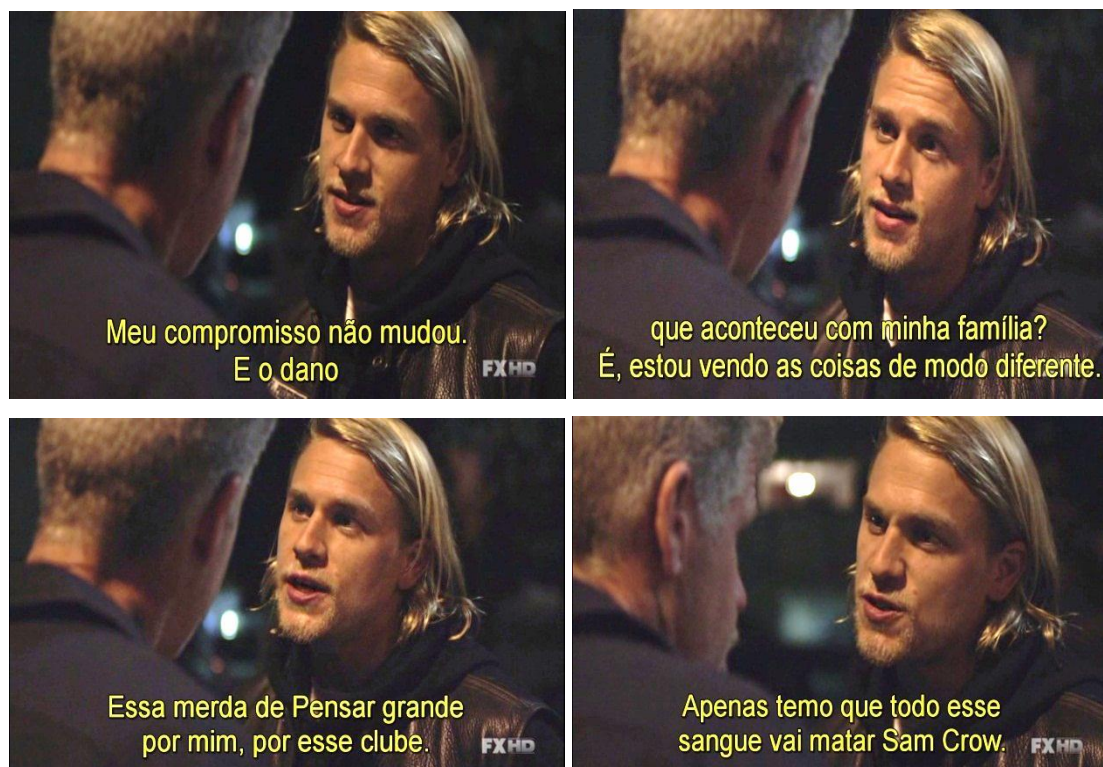 Meu compromisso não mudou.
E o dano
FXHD
que aconteceu com minha família?
É, estou vendo as coisas de modo diferente.
Essa merda de Pensar grande
por mim, por esse clube.
FXHD
Apenas temo que todo esse
sangue vai matar Sam Crow.
FXHD